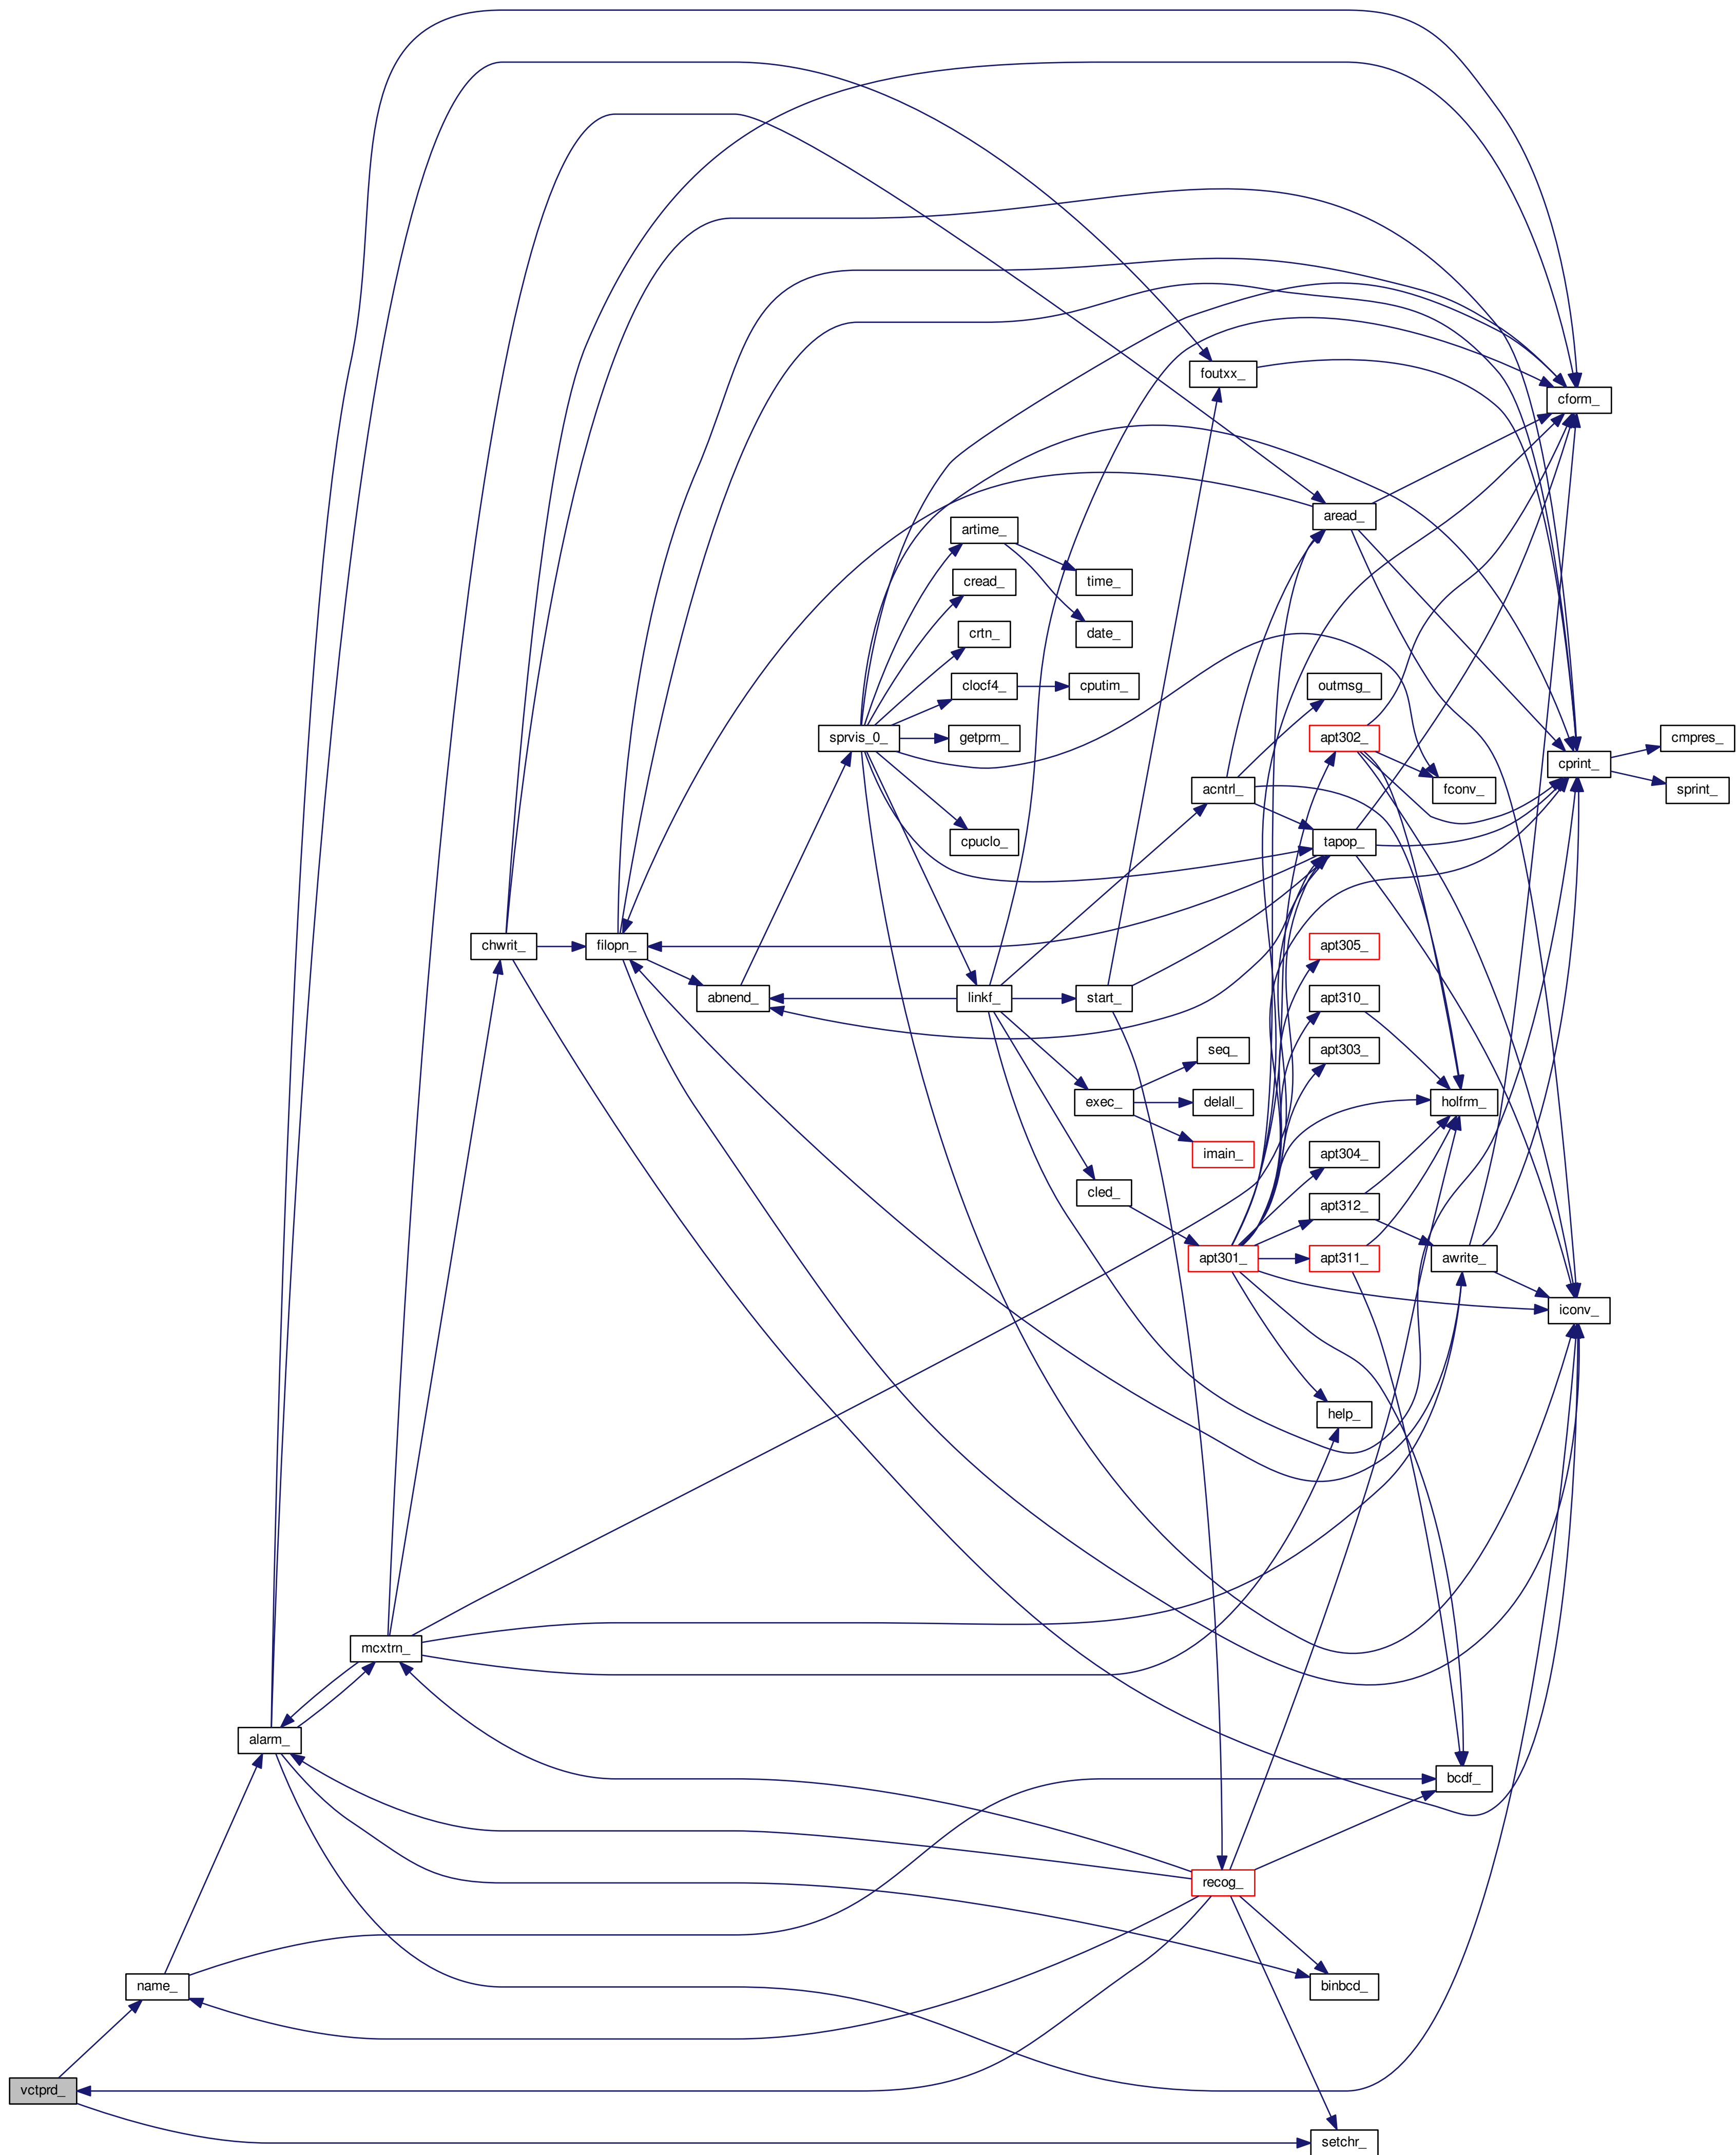 foutxx_
cform_
aread_
artime_
time_
cread_
date_
crtn_
clocf4_
cputim_
outmsg_
sprvis_0_
getprm_
apt302_
cprint_
cmpres_
sprint_
fconv_
acntrl_
cpuclo_
tapop_
chwrit_
filopn_
apt305_
abnend_
linkf_
start_
apt310_
seq_
apt303_
exec_
delall_
holfrm_
imain_
apt304_
cled_
apt312_
apt301_
apt311_
awrite_
iconv_
help_
mcxtrn_
alarm_
bcdf_
recog_
name_
binbcd_
vctprd_
setchr_